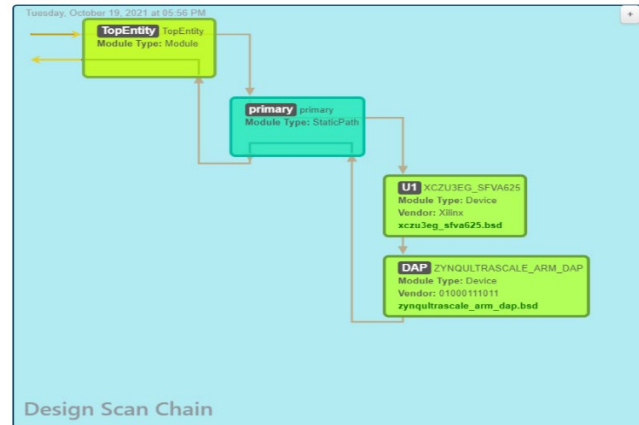 Tuesday, October 19, 2021 at 05:56 PM
+
TopEntity TopEntity
Module Type: Module
primary primary
Module Type: StaticPath
U1 XCZU3EG_SFVA625
Module Type: Device
Vendor: Xilinx
xczu3eg_sfva625.bsd
DAP ZYNQULTRASCALE_ARM_DAP
Module Type: Device
Vendor: 01000111011
zynqultrascale_arm_dap.bsd
Design Scan Chain